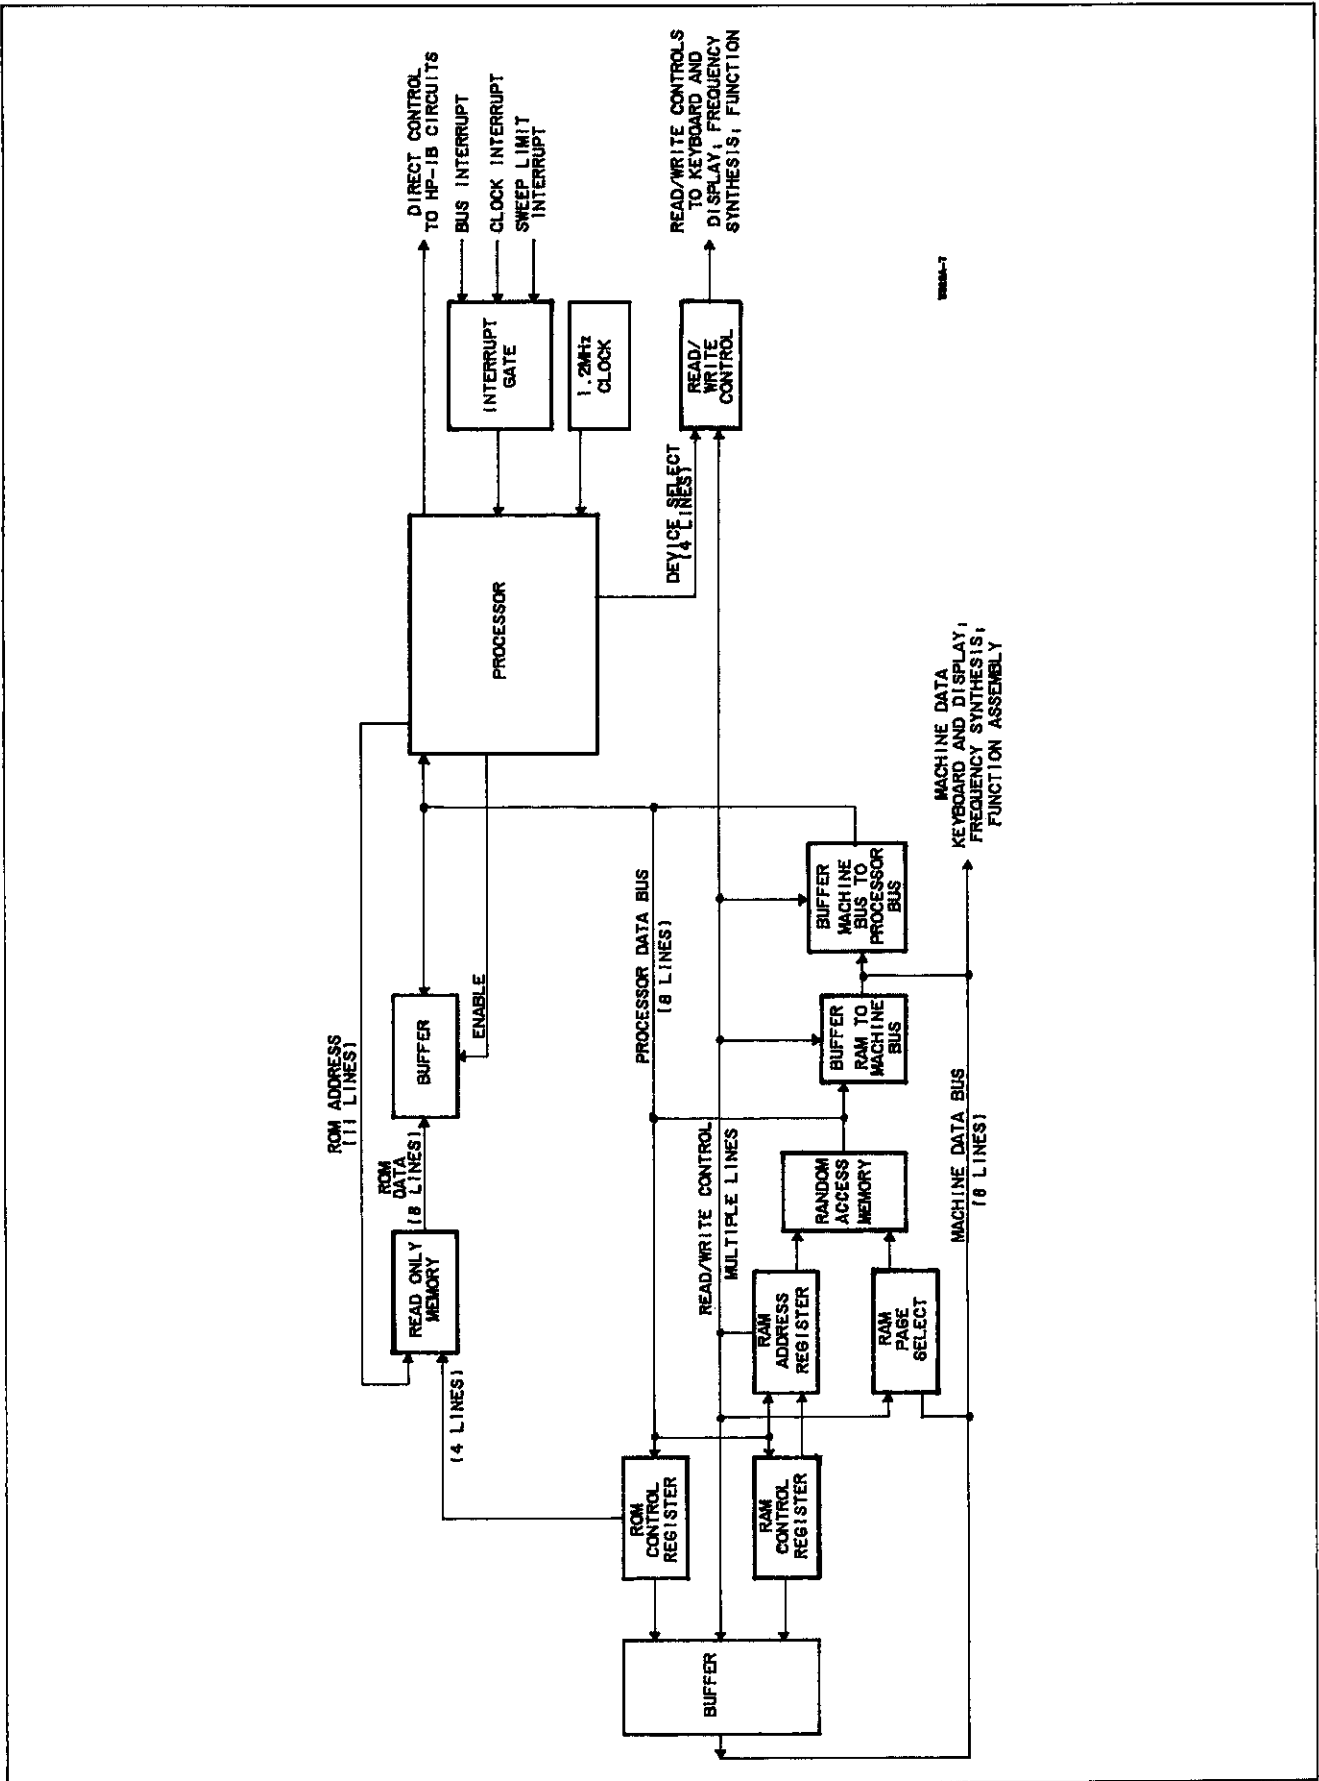 DIRECT CONTROL
TO HP-IB CIRCUITS
BUS INTERRUPT
CLOCK INTERRUPT
SWEEP LIMIT
INTERRUPT
INTERRUPT
GATE
1.2MHz
CLOCK
READ/WRITE CONTROLS
TO KEYBOARD AND
DISPLAY; FREQUENCY
SYNTHESIS; FUNCTION
READ/
WRITE
CONTROL
DEVICE SELECT
(4 LINES)
PROCESSOR
ROM ADDRESS
(11 LINES)
ROM
DATA
(8 LINES)
BUFFER
ENABLE
READ ONLY
MEMORY
(4 LINES)
PROCESSOR DATA BUS
(8 LINES)
READ/WRITE CONTROL
MULTIPLE LINES
BUFFER
MACHINE
BUS TO
PROCESSOR
BUS
BUFFER
RAM TO
MACHINE
BUS
RANDOM
ACCESS
MEMORY
RAM
ADDRESS
REGISTER
RAM
PAGE
SELECT
ROM
CONTROL
REGISTER
RAM
CONTROL
REGISTER
BUFFER
MACHINE DATA BUS
(8 LINES)
MACHINE DATA
KEYBOARD AND DISPLAY;
FREQUENCY SYNTHESIS;
FUNCTION ASSEMBLY